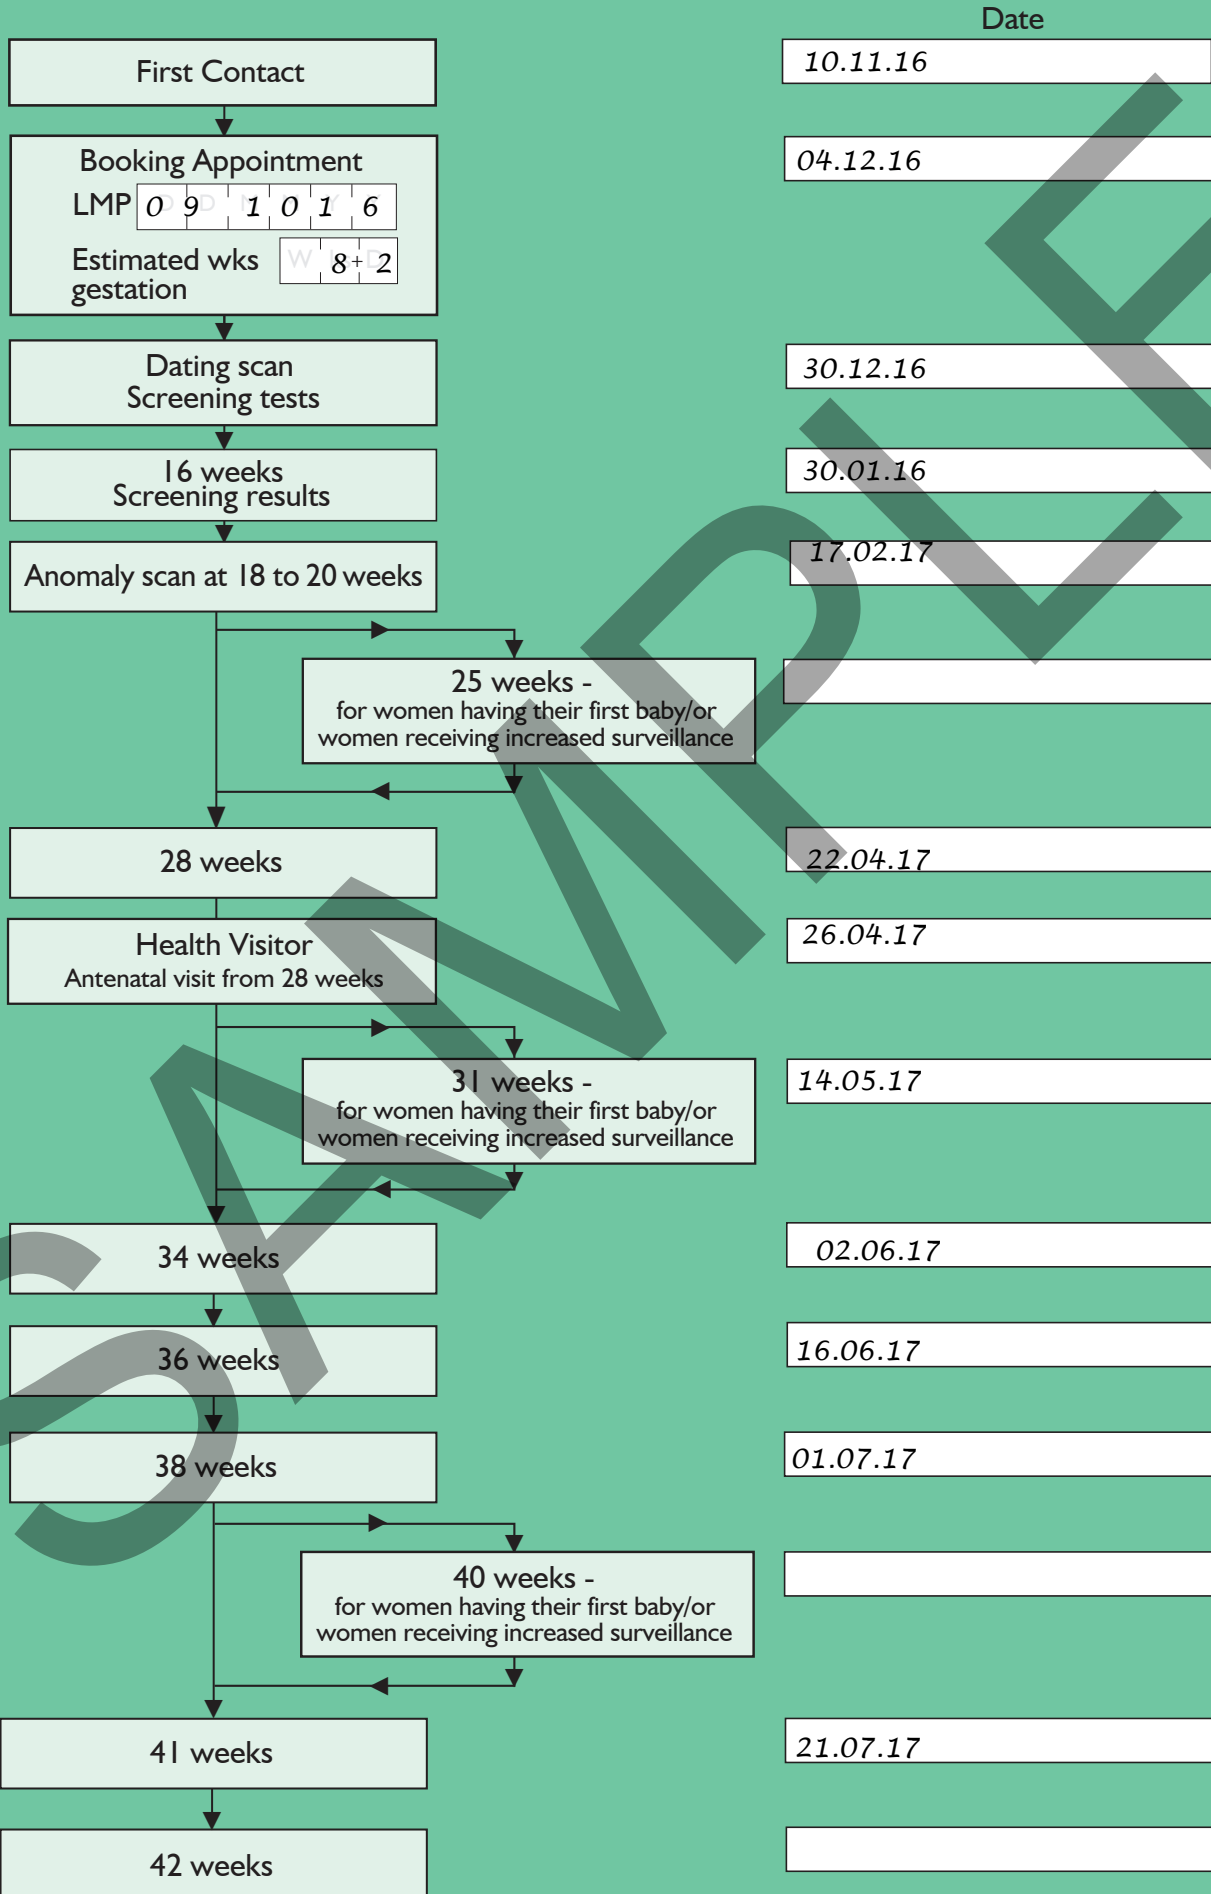 Date
First Contact
10.11.16
Booking Appointment
04.12.16
LMP 0 9 1 0 1 6
Estimated wks 8+2
gestation
Dating scan
Screening tests
30.12.16
16 weeks
Screening results
30.01.16
Anomaly scan at 18 to 20 weeks
17.02.17
25 weeks -
for women having their first baby/or
women receiving increased surveillance
28 weeks
22.04.17
Health Visitor
Antenatal visit from 28 weeks
26.04.17
31 weeks -
for women having their first baby/or
women receiving increased surveillance
14.05.17
34 weeks
02.06.17
36 weeks
16.06.17
38 weeks
01.07.17
40 weeks -
for women having their first baby/or
women receiving increased surveillance
41 weeks
21.07.17
42 weeks
SAMPLE